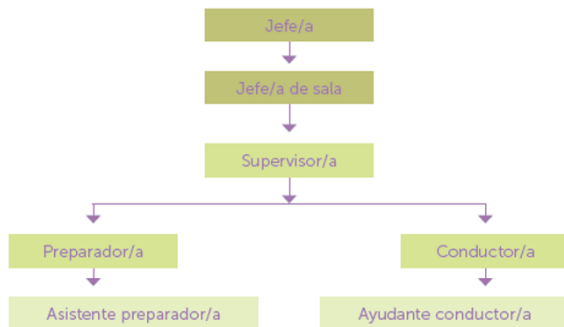 Jefe/a
Jefe/a de sala
Supervisor/a
Preparador/a
Conductor/a
Asistente preparador/a
Ayudante conductor/a